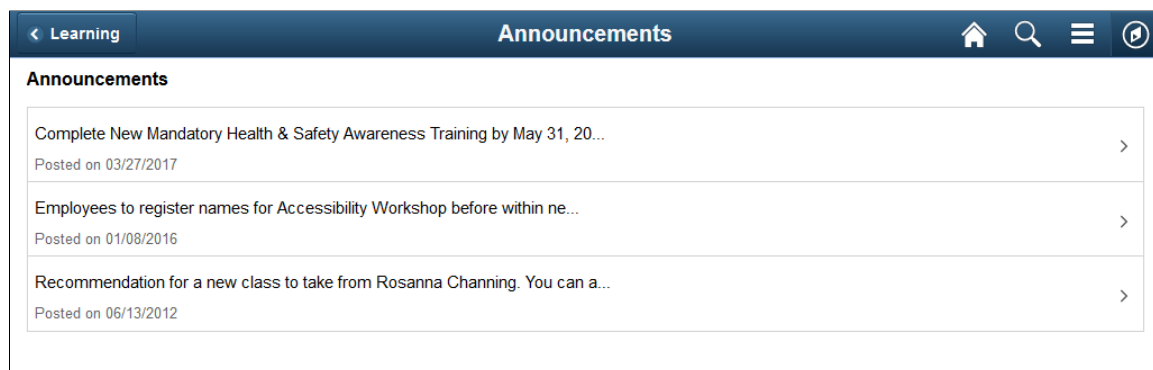 Learning
Announcements
Announcements
Complete New Mandatory Health & Safety Awareness Training by May 31, 20...
Posted on 03/27/2017
Employees to register names for Accessibility Workshop before within ne...
Posted on 01/08/2016
Recommendation for a new class to take from Rosanna Channing. You can a...
Posted on 06/13/2012